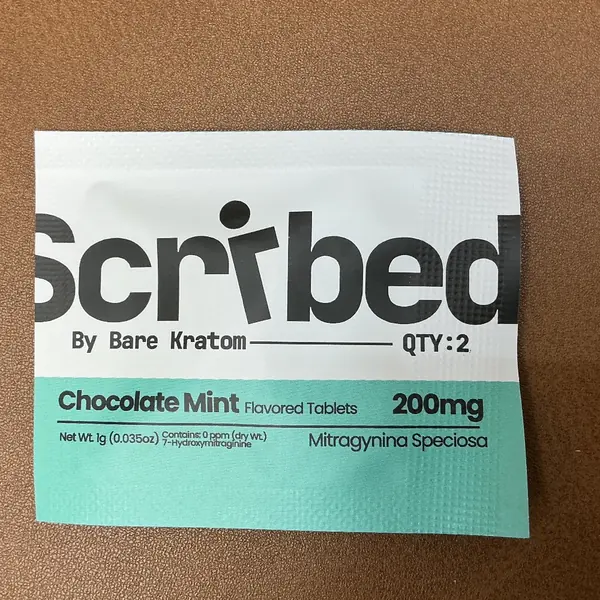 Scribed
By Bare Kratom QTY:2
Chocolate Mint Flavored Tablets 200mg
Net Wt. 1g (0.035oz) Contains: 0 ppm (dry wt.)
7-Hydroxymitraginine
Mitragynina Speciosa